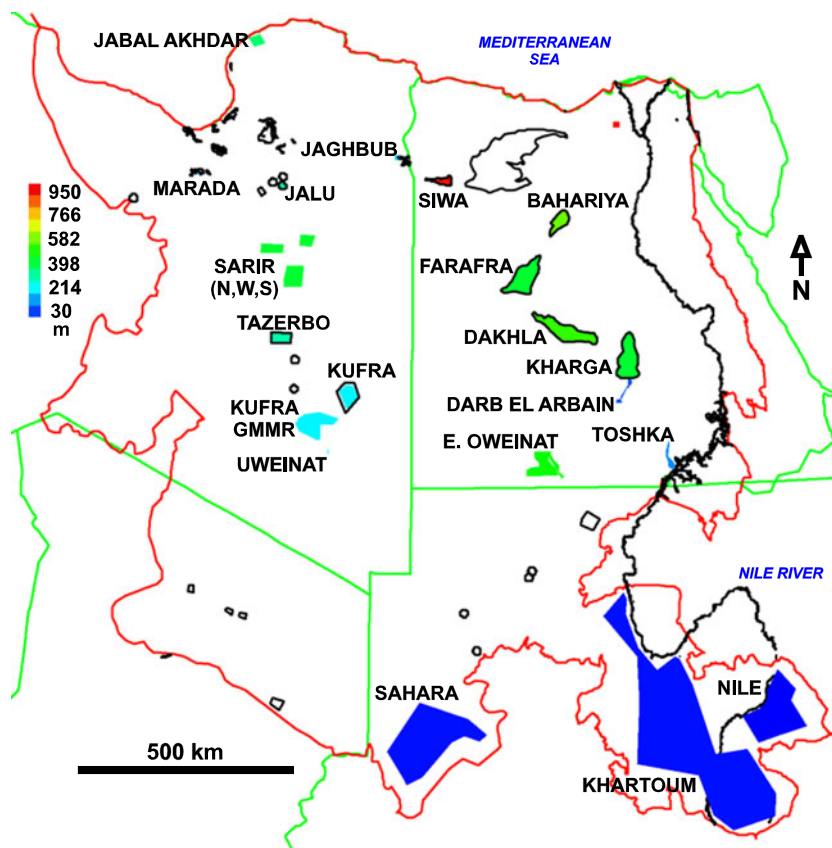 JABAL AKHDAR
MEDITERRANEAN
SEA
JAGHBUB
MARADA
JALU
SIWA
BAHARIYA
950
766
582
398
214
30
m
N
SARIR
(N,W,S)
FARAFRA
TAZERBO
DAKHLA
KHARGA
KUFRA
DARB EL ARBAIN
KUFRA
GMMR
UWEINAT
E. OWEINAT
TOSHKA
NILE RIVER
SAHARA
NILE
500 km
KHARTOUM